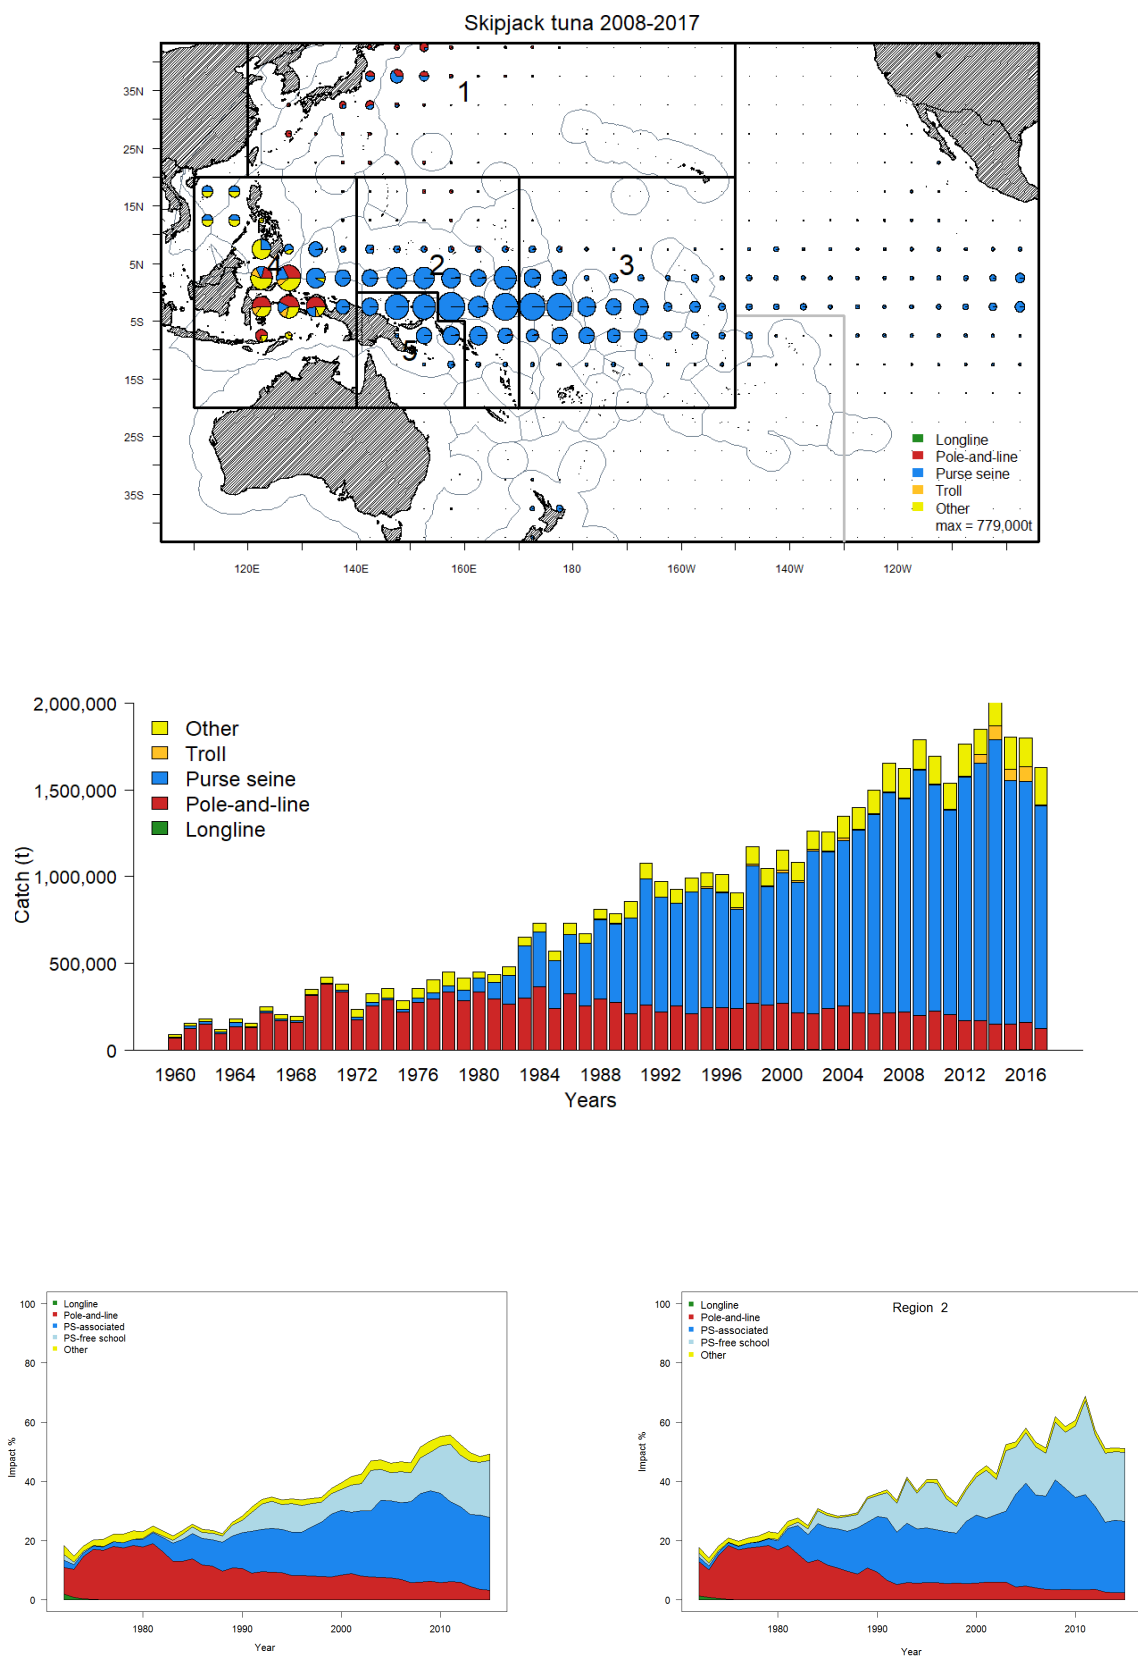 Skipjack tuna 2008-2017
35N
25N
15N
5N
5S
15S
25S
35S
1
2
3
4
5
Longline
Pole-and-line
Purse seine
Troll
Other
max = 779,000t
120E
140E
160E
180
160W
140W
120W
2,000,000
1,500,000
1,000,000
500,000
0
Catch (t)
Other
Troll
Purse seine
Pole-and-line
Longline
1960 1964 1968 1972 1976 1980 1984 1988 1992 1996 2000 2004 2008 2012 2016
Years
100
80
60
40
20
0
Impact %
Longline
Pole-and-line
PS-associated
PS-free school
Other
1980 1990 2000 2010
Year
Region 2
100
80
60
40
20
0
Impact %
Longline
Pole-and-line
PS-associated
PS-free school
Other
1980 1990 2000 2010
Year